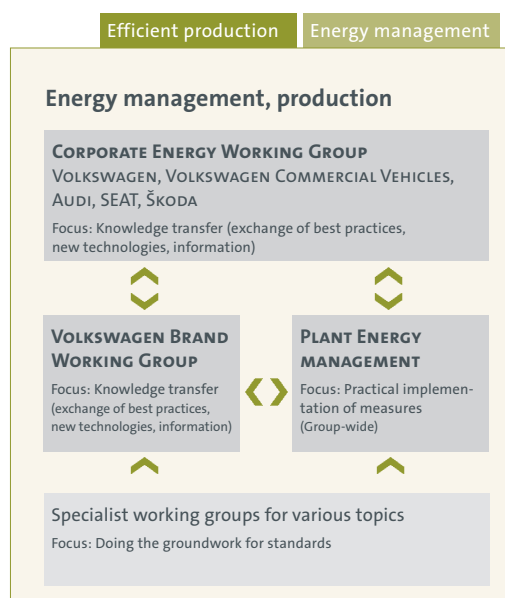 Efficient production
Energy management
Energy management, production
Corporate Energy Working Group
Volkswagen, Volkswagen Commercial Vehicles,
Audi, SEAT, Škoda
Focus: Knowledge transfer (exchange of best practices,
new technologies, information)
Volkswagen Brand
Working Group
Focus: Knowledge transfer
(exchange of best practices,
new technologies, information)
Plant Energy
management
Focus: Practical implemen-
tation of measures
(Group-wide)
Specialist working groups for various topics
Focus: Doing the groundwork for standards